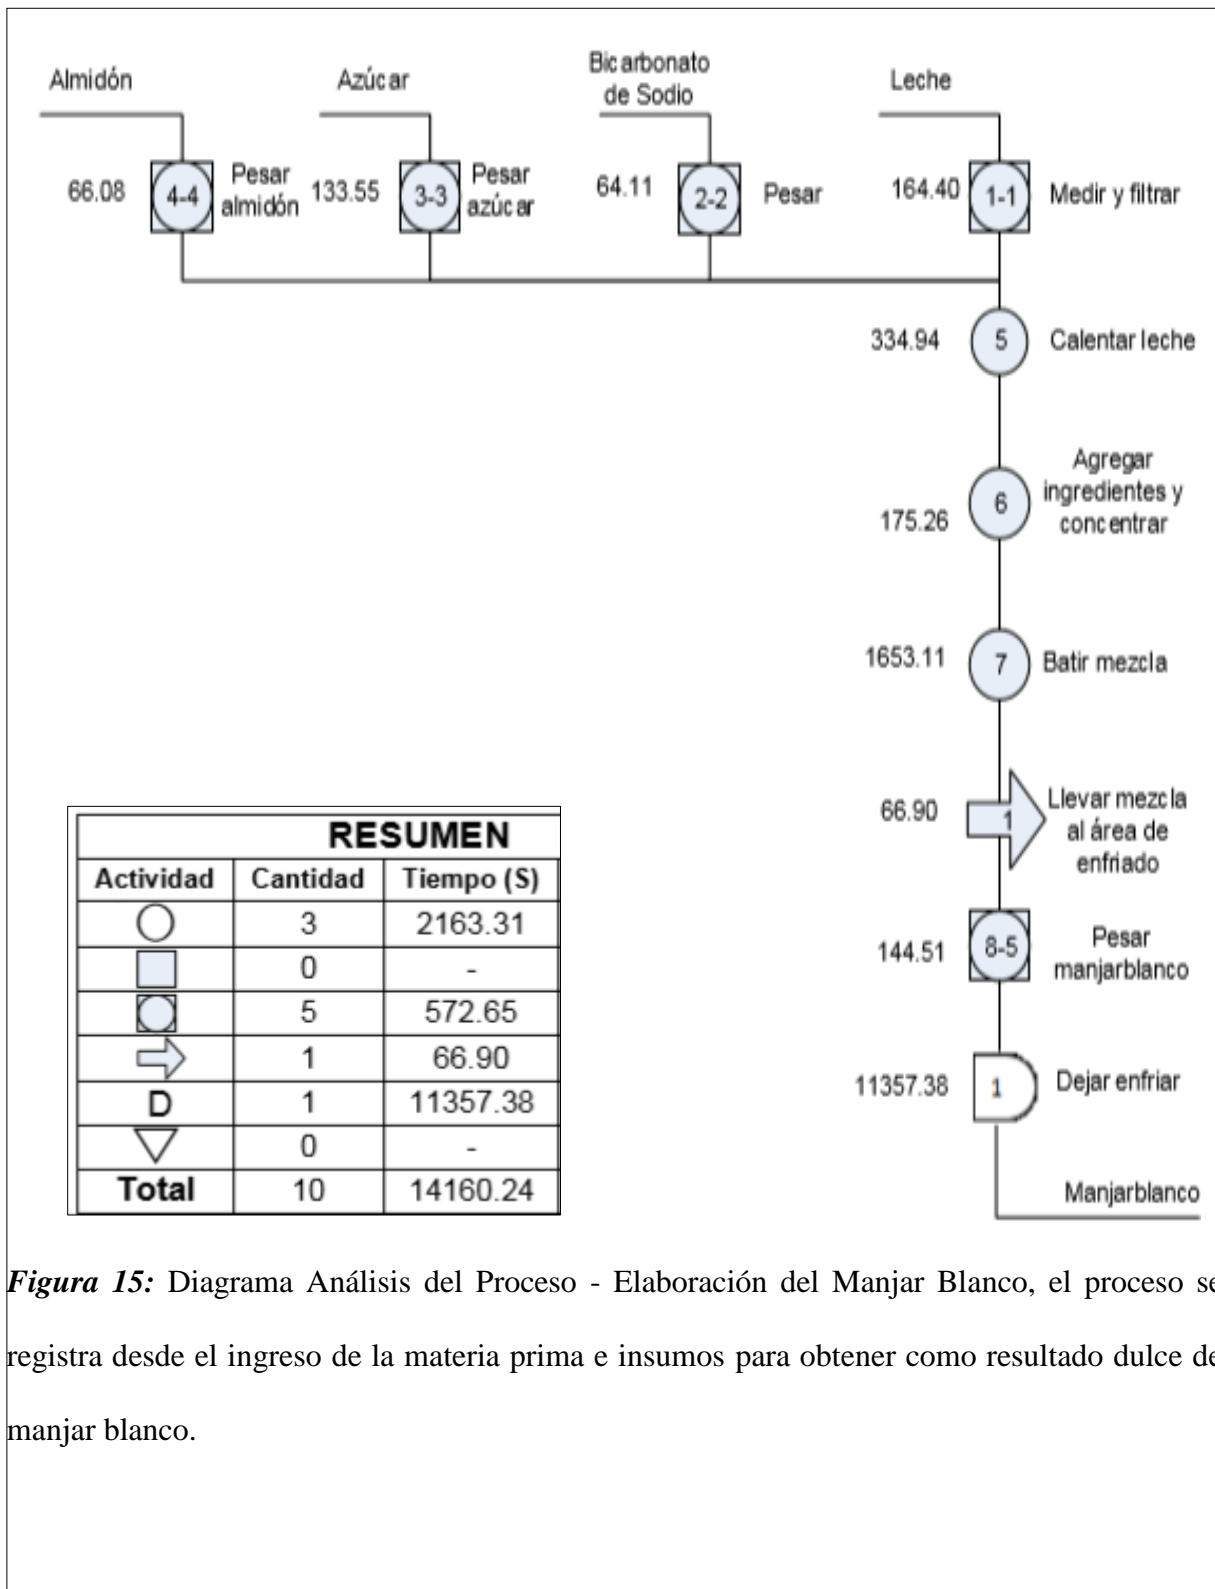 Almidón
Azúcar
Bicarbonato
de Sodio
Leche
66.08
4-4
Pesar
almidón
133.55
3-3
Pesar
azúcar
64.11
2-2
Pesar
164.40
1-1
Medir y filtrar
334.94
5
Calentar leche
175.26
6
Agregar
ingredientes y
concentrar
1653.11
7
Batir mezcla
66.90
1
Llevar mezcla
al área de
enfriado
144.51
8-5
Pesar
manjarblanco
11357.38
1
Dejar enfriar
Manjarblanco
RESUMEN
Actividad Cantidad Tiempo (S)
3 2163.31
0 -
5 572.65
1 66.90
D 1 11357.38
0 -
Total 10 14160.24
Figura 15: Diagrama Análisis del Proceso - Elaboración del Manjar Blanco, el proceso se
registra desde el ingreso de la materia prima e insumos para obtener como resultado dulce de
manjar blanco.